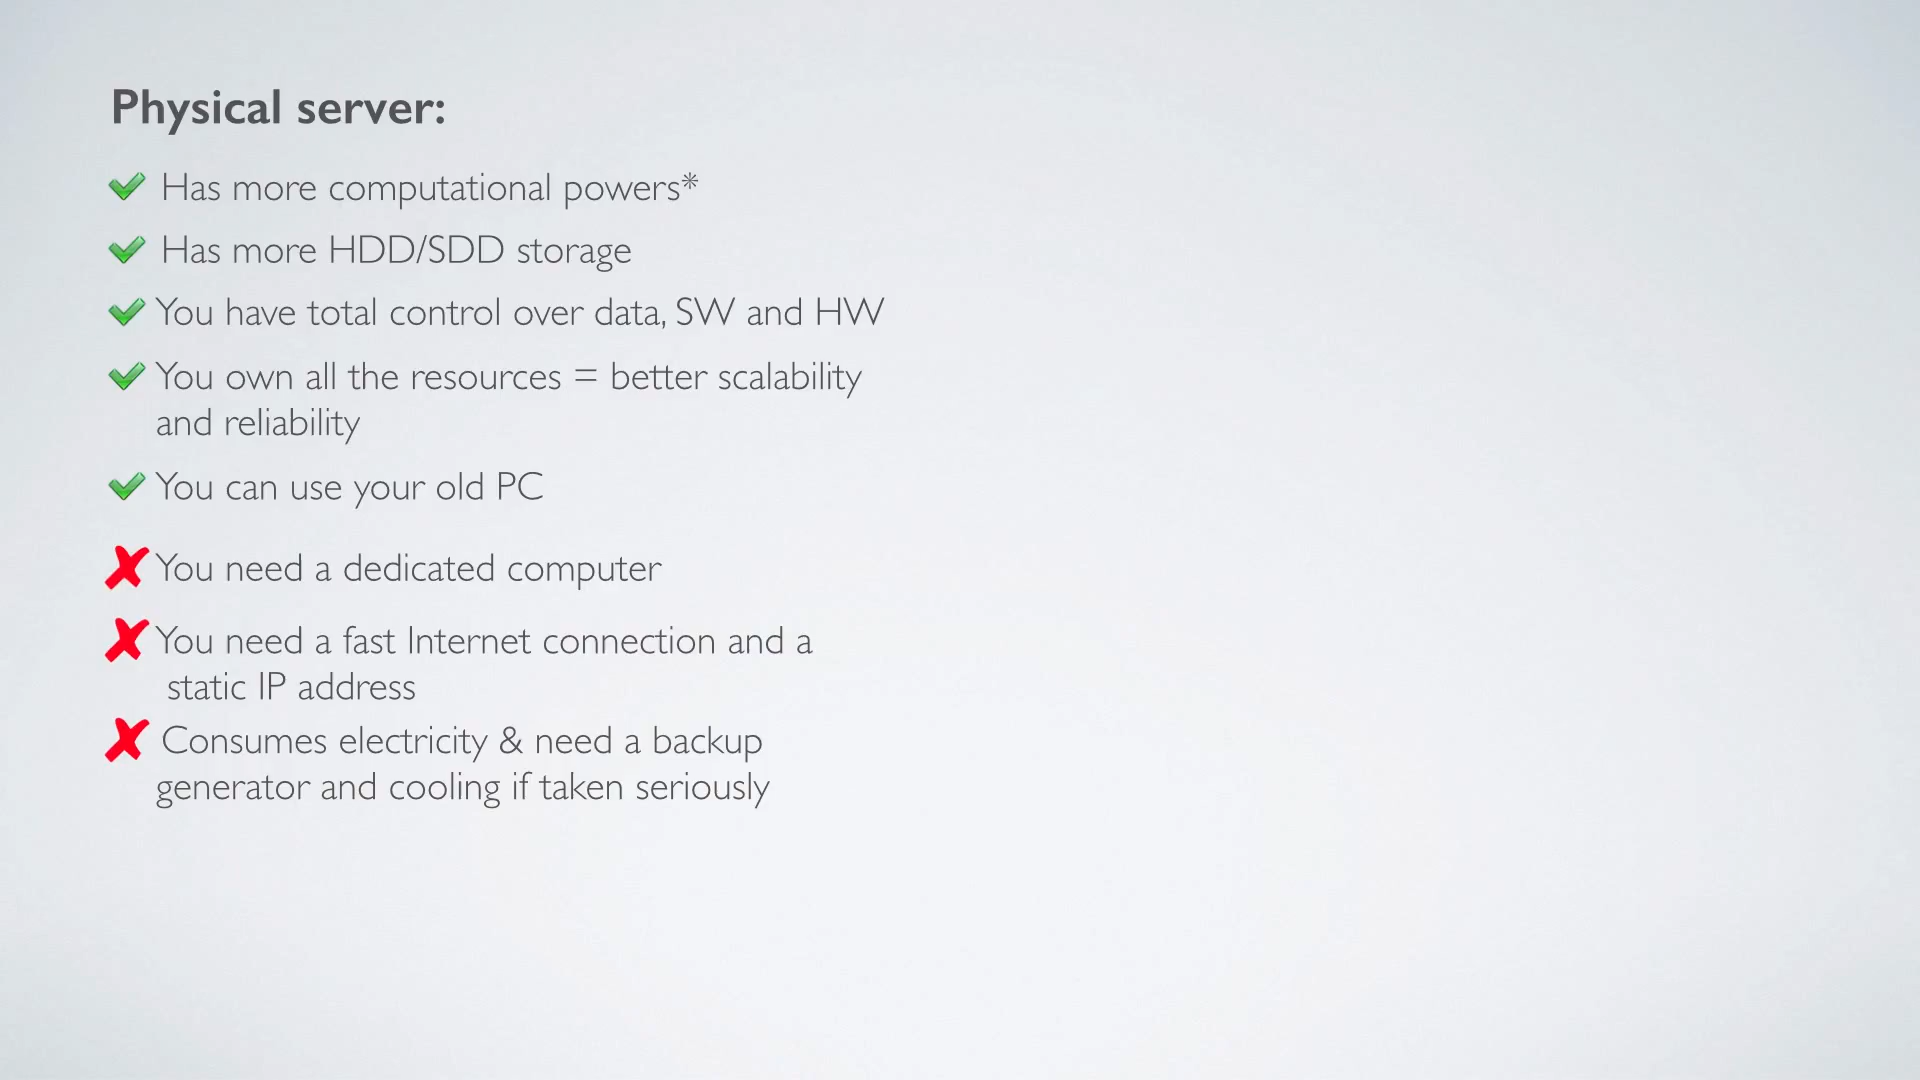 Physical server:
Has more computational powers*
Has more HDD/SDD storage
You have total control over data, SW and HW
You own all the resources = better scalability
and reliability
You can use your old PC
You need a dedicated computer
You need a fast Internet connection and a
static IP address
Consumes electricity & need a backup
generator and cooling if taken seriously